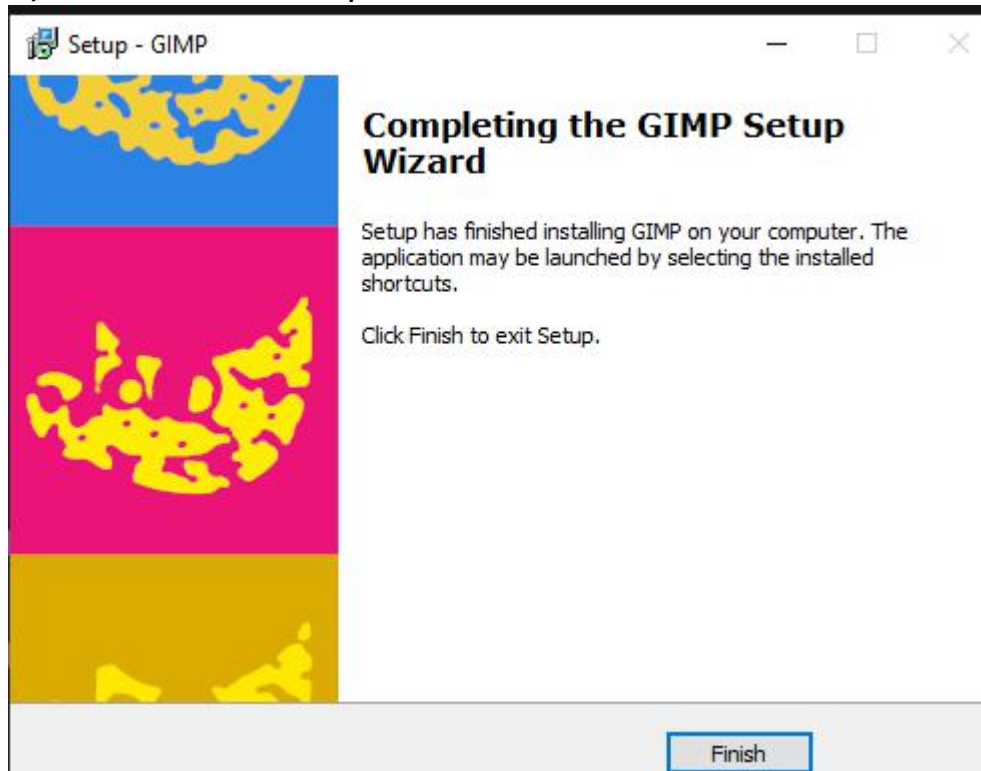 Setup - GIMP
Completing the GIMP Setup
Wizard
Setup has finished installing GIMP on your computer. The
application may be launched by selecting the installed
shortcuts.
Click Finish to exit Setup.
Finish